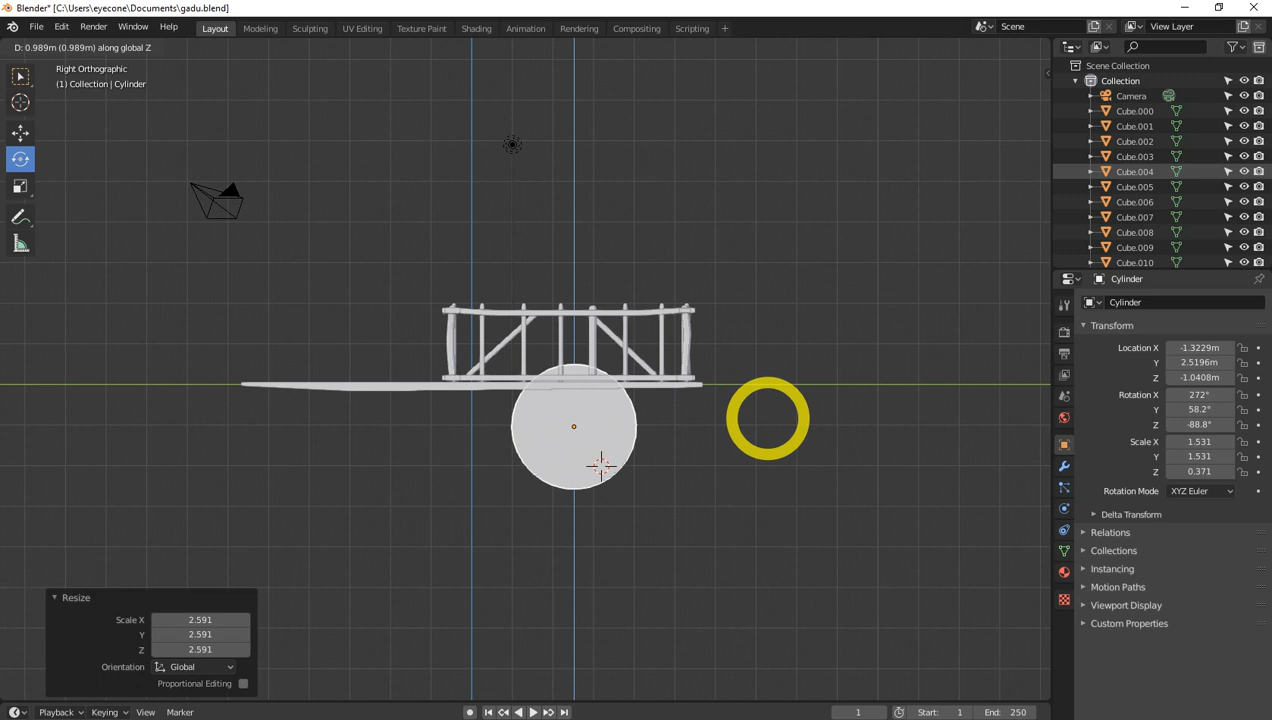 Blender* [C:\Users\eyecone\Documents\gadu.blend]
File Edit Render Window Help Layout Modeling Sculpting UV Editing Texture Paint Shading Animation Rendering Compositing Scripting + Scene View Layer
D: 0.989m (0.989m) along global Z
Right Orthographic
(1) Collection | Cylinder
Scene Collection
Collection
Camera
Cube.000
Cube.001
Cube.002
Cube.003
Cube.004
Cube.005
Cube.006
Cube.007
Cube.008
Cube.009
Cube.010
Cylinder
Cylinder
Transform
Location X -1.3229m
Y 2.5196m
Z -1.0408m
Rotation X 272°
Y 58.2°
Z -88.8°
Scale X 1.531
Y 1.531
Z 0.371
Rotation Mode XYZ Euler
Delta Transform
Relations
Collections
Instancing
Motion Paths
Viewport Display
Custom Properties
Resize
Scale X 2.591
Y 2.591
Z 2.591
Orientation Global
Proportional Editing
Playback Keying View Marker 1 Start: 1 End: 250